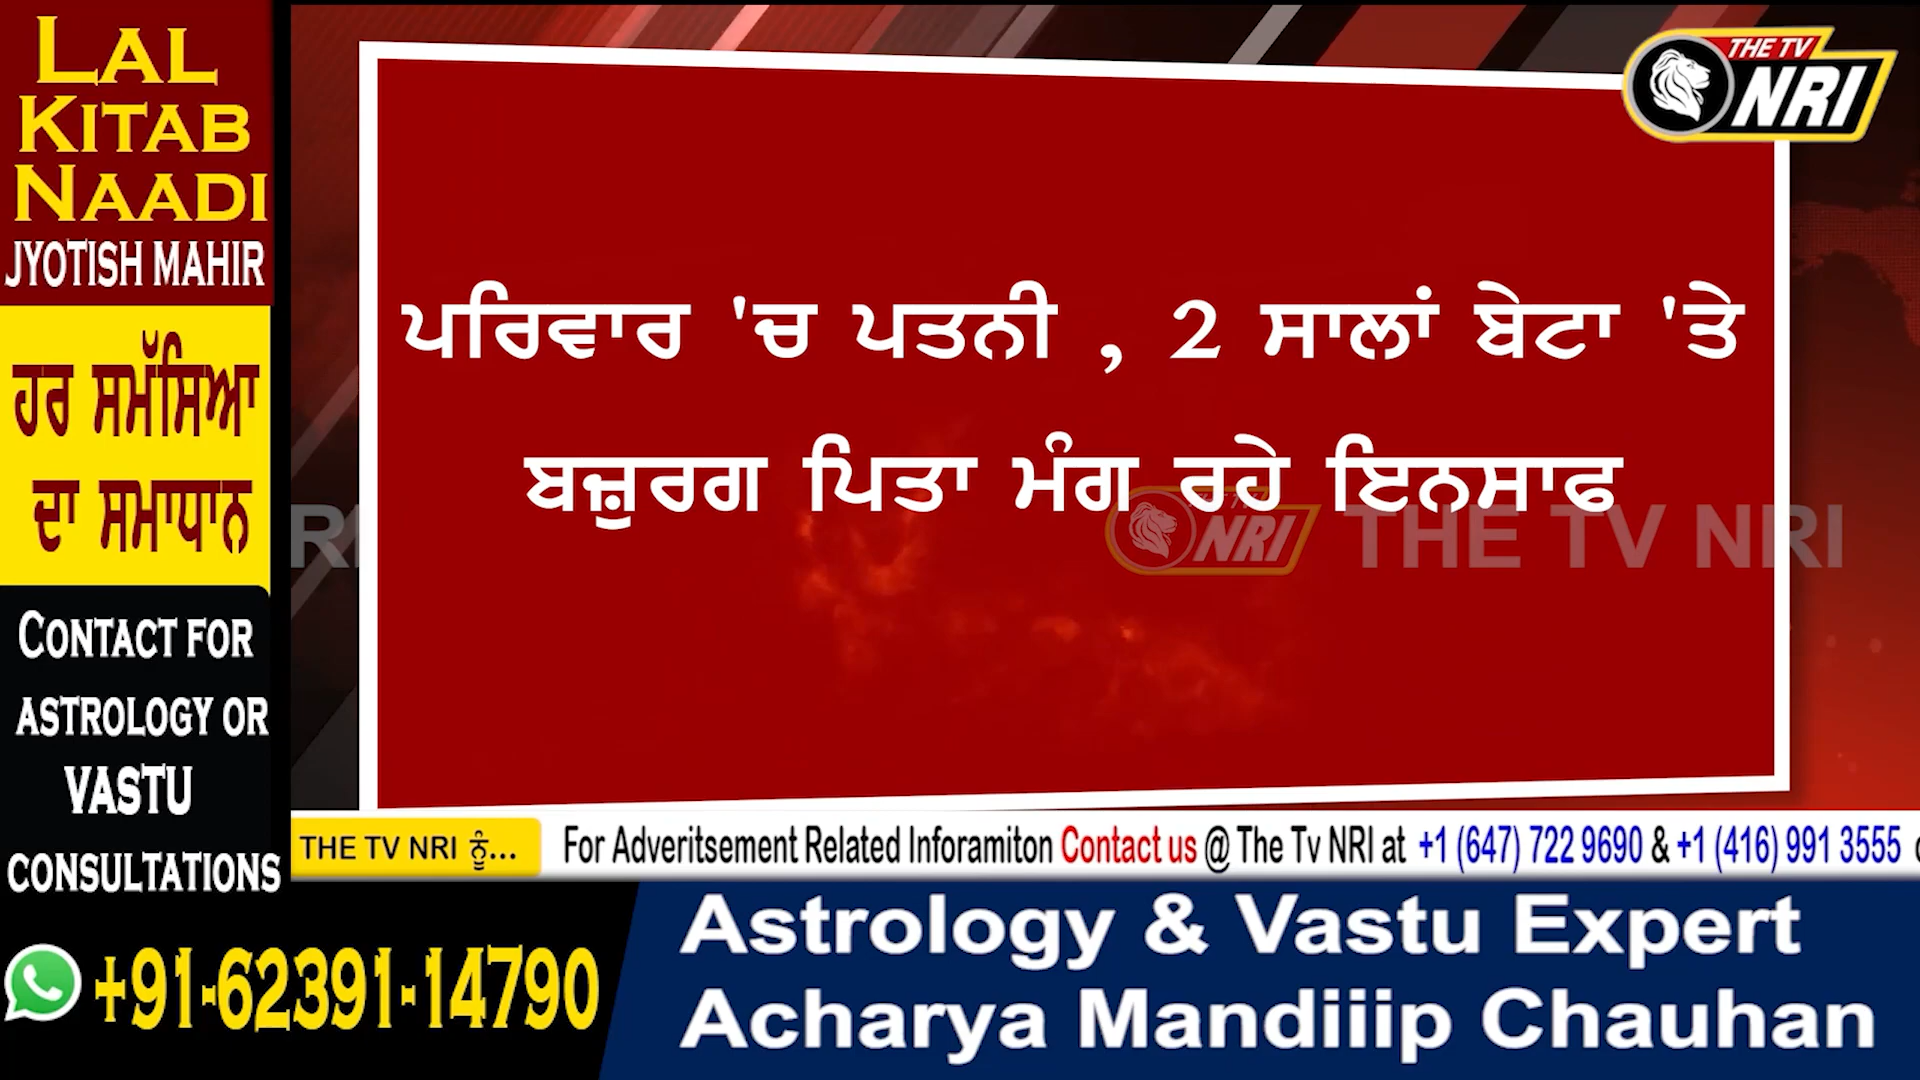 LAL
KITAB
NAADI
JYOTISH MAHIR
ਹਰ ਸਮੱਸਿਆ
ਦਾ ਸਮਾਧਾਨ
CONTACT FOR
ASTROLOGY OR
VASTU
CONSULTATIONS
+91-62391-14790
THE TV
NRI
ਪਰਿਵਾਰ 'ਚ ਪਤਨੀ , 2 ਸਾਲਾਂ ਬੇਟਾ 'ਤੇ
ਬਜ਼ੁਰਗ ਪਿਤਾ ਮੰਗ ਰਹੇ ਇਨਸਾਫ
RI
NRI THE TV NRI
THE TV NRI ਨੂੰ... For Adveritsement Related Inforamiton Contact us @ The Tv NRI at +1 (647) 722 9690 & +1 (416) 991 3555
Astrology & Vastu Expert
Acharya Mandiiip Chauhan